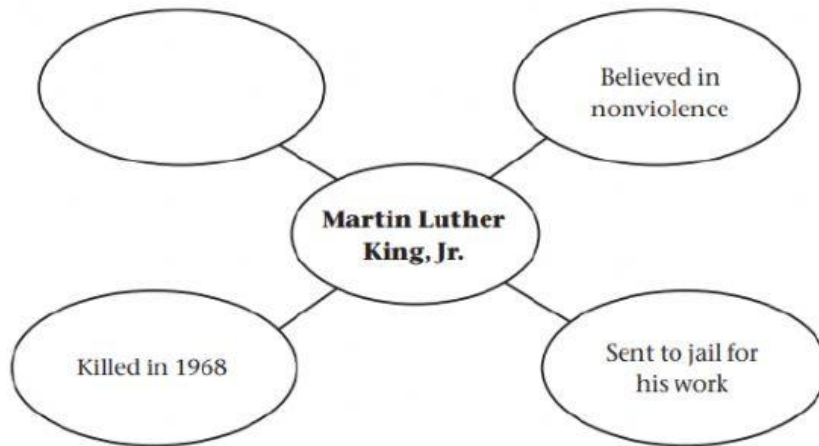 Believed in
nonviolence
Martin Luther
King, Jr.
Killed in 1968
Sent to jail for
his work